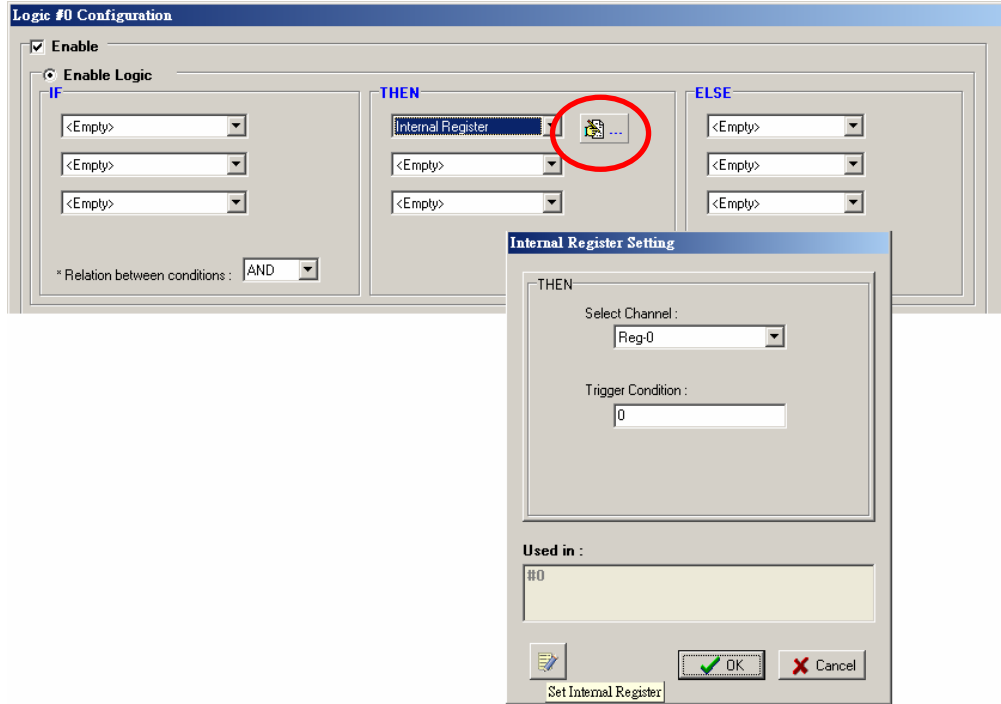 Logic #0 Configuration
Enable
Enable Logic
IF
THEN
ELSE
<Empty>
Internal Register
...
<Empty>
<Empty>
<Empty>
<Empty>
<Empty>
<Empty>
<Empty>
* Relation between conditions :
AND
Internal Register Setting
THEN
Select Channel :
Reg-0
Trigger Condition :
0
Used in :
#0
OK
Cancel
Set Internal Register